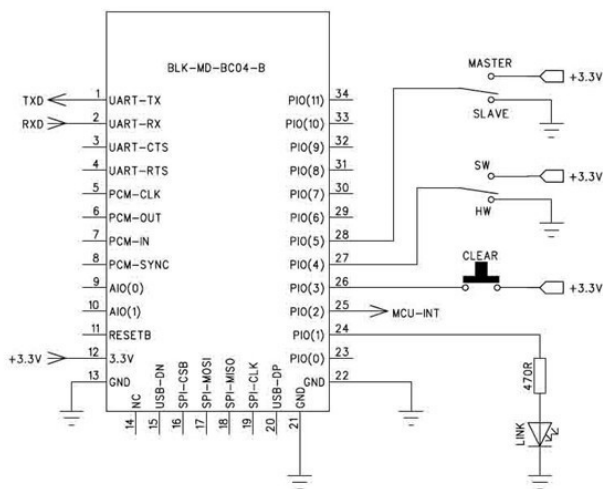 BLK-MD-BC04-B
TXD 1 UART-TX PIO(11) 34
RXD 2 UART-RX PIO(10) 33
3 UART-CTS PIO(9) 32
4 UART-RTS PIO(8) 31
5 PCM-CLK PIO(7) 30
6 PCM-OUT PIO(6) 29
7 PCM-IN PIO(5) 28
8 PCM-SYNC PIO(4) 27
9 AIO(0) PIO(3) 26
10 AIO(1) PIO(2) 25 MCU-INT
11 RESETB PIO(1) 24
+3.3V 12 3.3V PIO(0) 23
13 GND GND 22
NC USB-DN SPI-CSB SPI-MOSI SPI-MISO SPI-CLK USB-DP GND
14 15 16 17 18 19 20 21
MASTER
+3.3V
SLAVE
SW
+3.3V
HW
CLEAR
+3.3V
470R
LINK